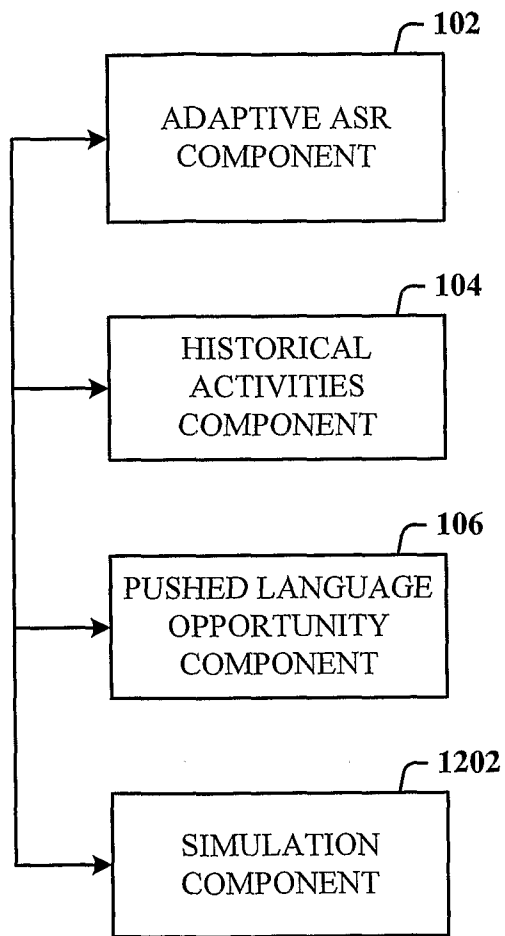 102
ADAPTIVE ASR
COMPONENT
104
HISTORICAL
ACTIVITIES
COMPONENT
106
PUSHED LANGUAGE
OPPORTUNITY
COMPONENT
1202
SIMULATION
COMPONENT